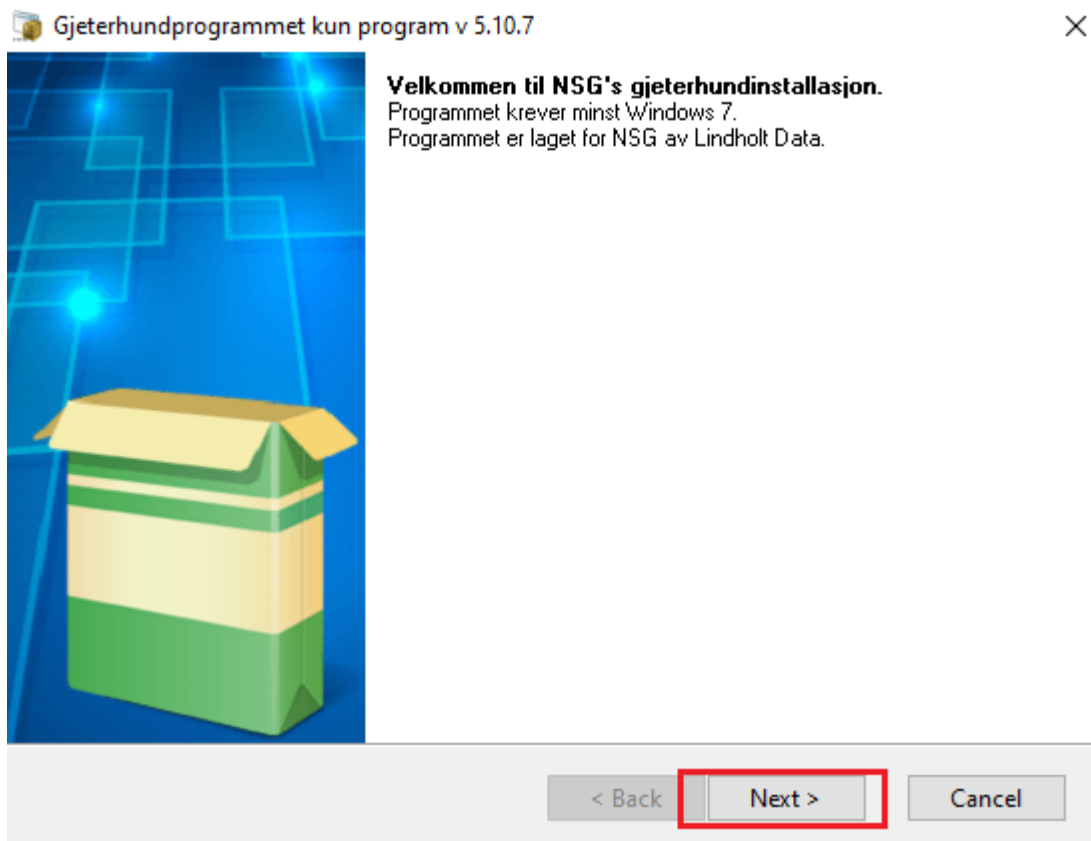 Gjeterhundprogrammet kun program v 5.10.7
Velkommen til NSG's gjeterhundinstallasjon.
Programmet krever minst Windows 7.
Programmet er laget for NSG av Lindholt Data.
< Back
Next >
Cancel